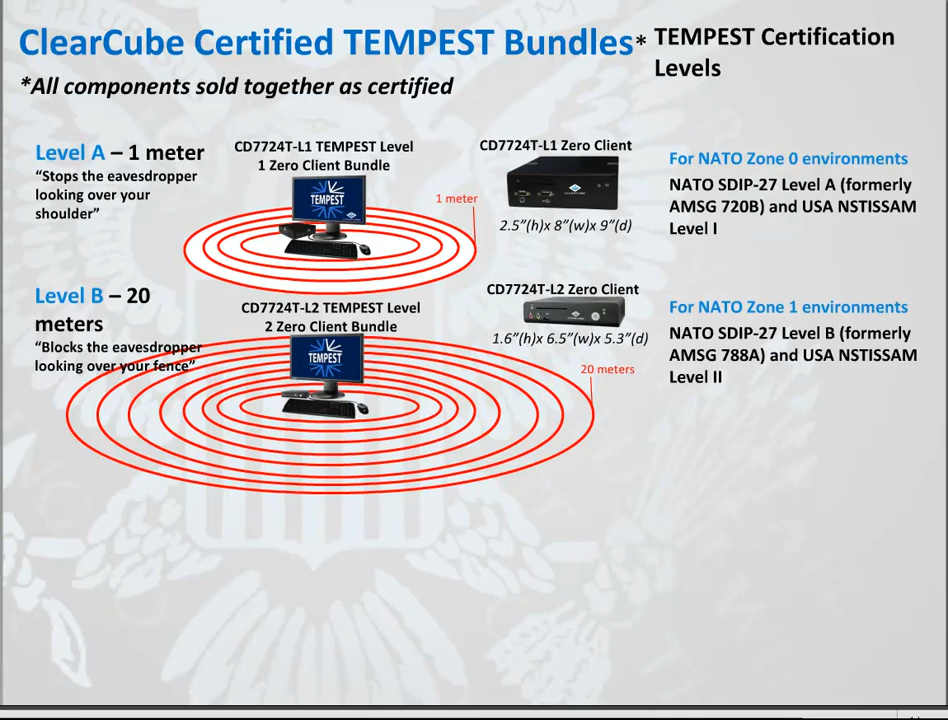 ClearCube Certified TEMPEST Bundles*
*All components sold together as certified
TEMPEST Certification
Levels
Level A – 1 meter
“Stops the eavesdropper
looking over your
shoulder”
CD7724T-L1 TEMPEST Level
1 Zero Client Bundle
TEMPEST
1 meter
CD7724T-L1 Zero Client
2.5”(h)x 8”(w)x 9”(d)
For NATO Zone 0 environments
NATO SDIP-27 Level A (formerly
AMSG 720B) and USA NSTISSAM
Level I
Level B – 20
meters
“Blocks the eavesdropper
looking over your fence”
CD7724T-L2 TEMPEST Level
2 Zero Client Bundle
TEMPEST
20 meters
CD7724T-L2 Zero Client
1.6”(h)x 6.5”(w)x 5.3”(d)
For NATO Zone 1 environments
NATO SDIP-27 Level B (formerly
AMSG 788A) and USA NSTISSAM
Level II